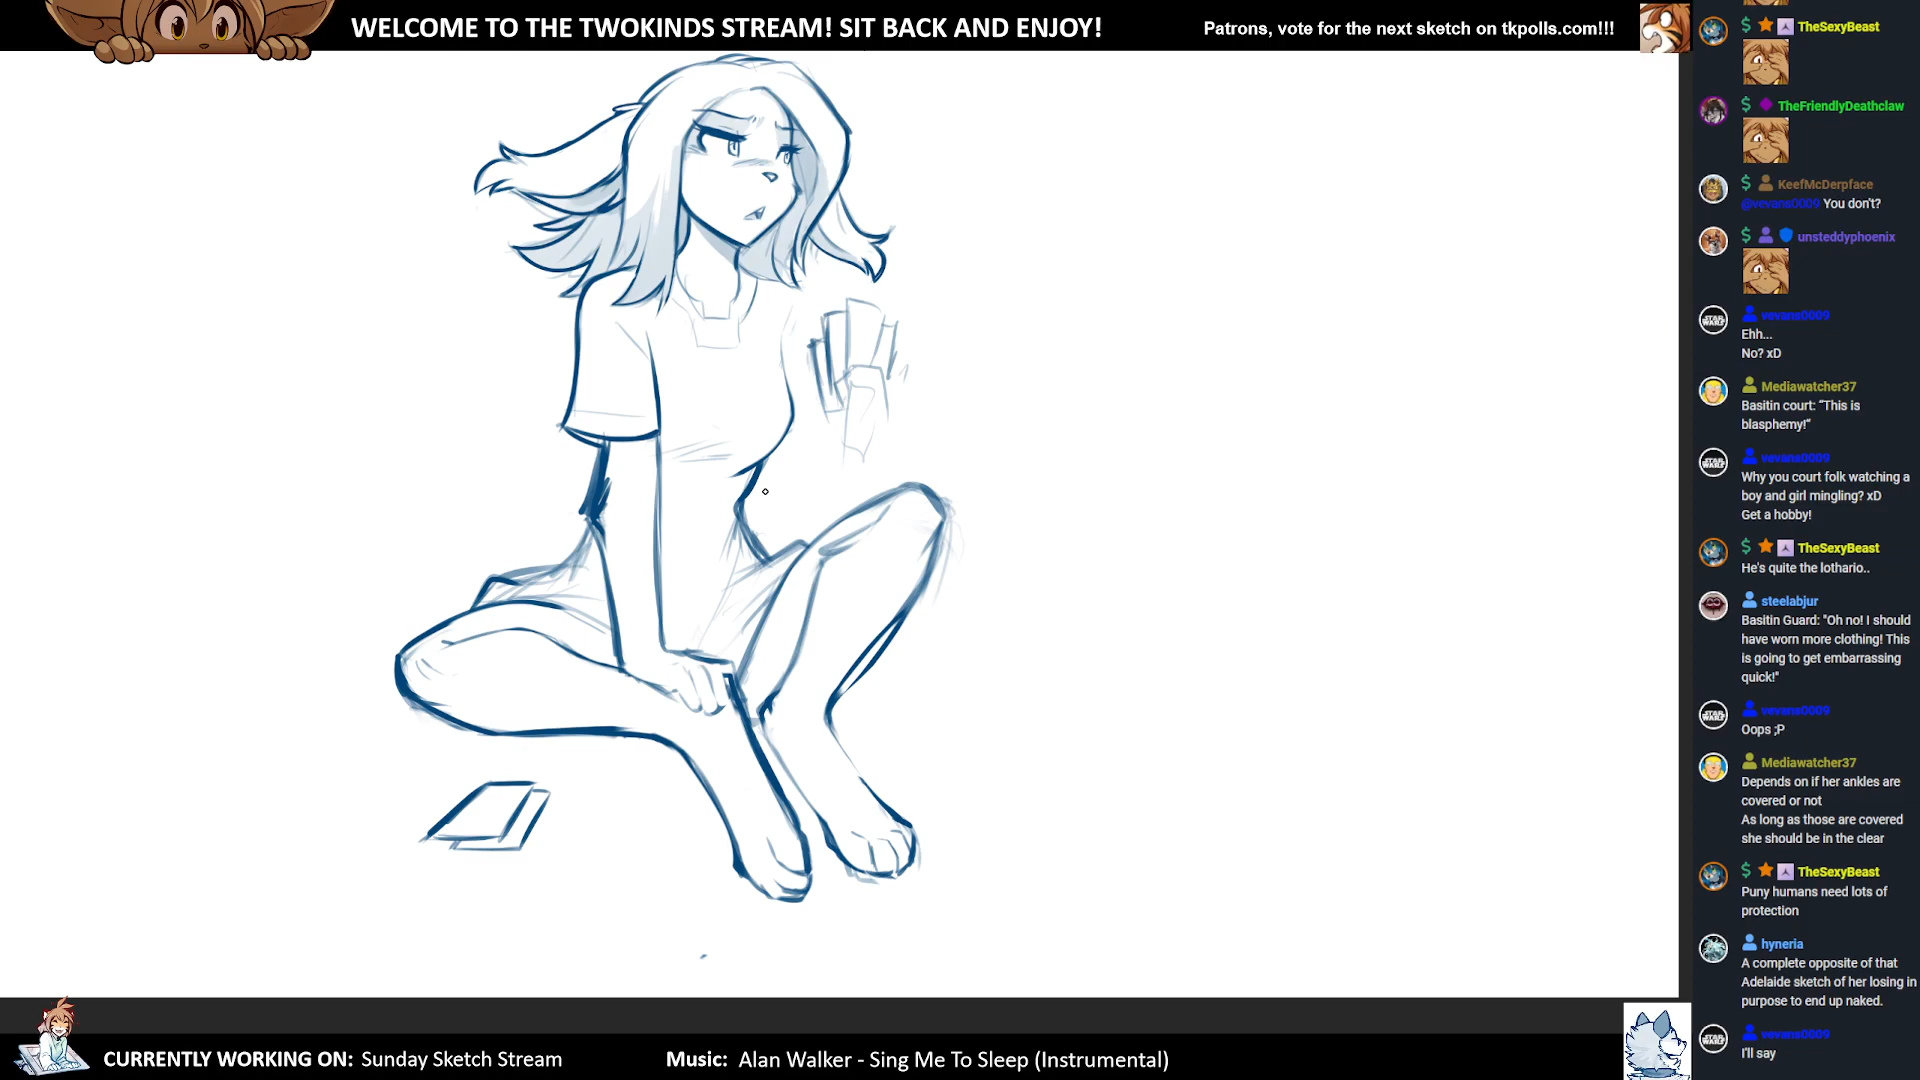 WELCOME TO THE TWOKINDS STREAM! SIT BACK AND ENJOY!
Patrons, vote for the next sketch on tkpolls.com!!!
TheSexyBeast
TheFriendlyDeathclaw
KeefMcDerpface
@vevans0009 You don't?
unsteddyphoenix
vevans0009
Ehh...
No? xD
Mediawatcher37
Basitin court: "This is
blasphemy!"
vevans0009
Why you court folk watching a
boy and girl mingling? xD
Get a hobby!
TheSexyBeast
He's quite the lothario..
steelabjur
Basitin Guard: "Oh no! I should
have worn more clothing! This
is going to get embarrassing
quick!"
vevans0009
Oops ;P
Mediawatcher37
Depends on if her ankles are
covered or not
As long as those are covered
she should be in the clear
TheSexyBeast
Puny humans need lots of
protection
hyneria
A complete opposite of that
Adelaide sketch of her losing in
purpose to end up naked.
vevans0009
I'll say
CURRENTLY WORKING ON: Sunday Sketch Stream
Music: Alan Walker - Sing Me To Sleep (Instrumental)